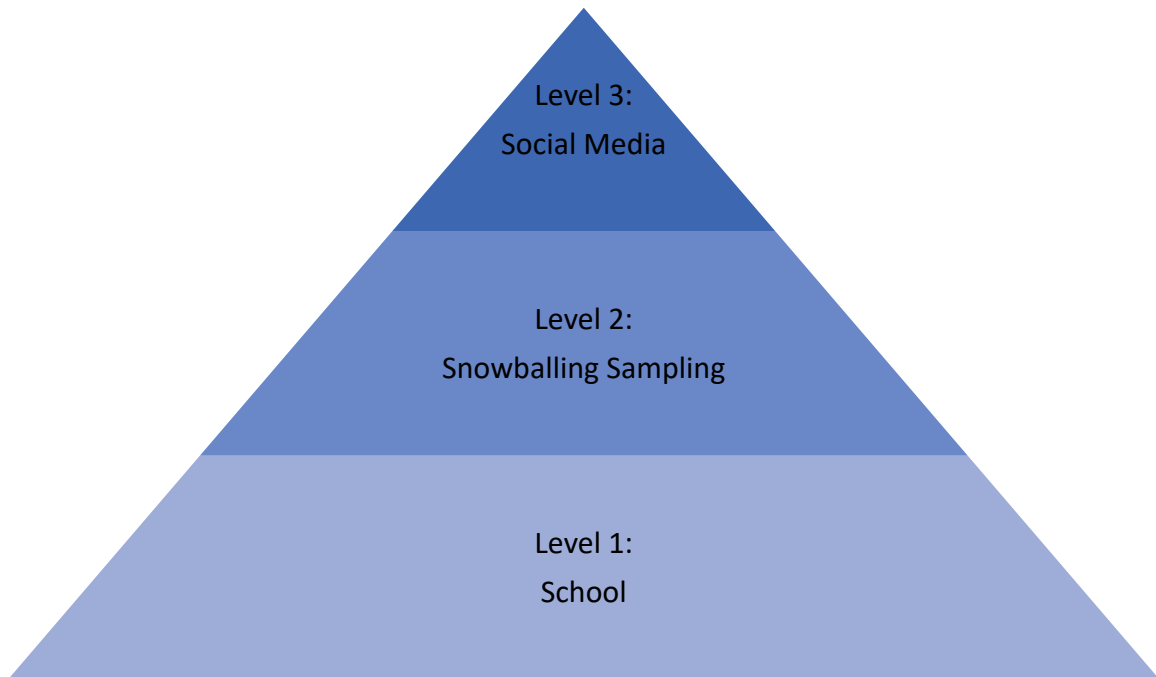 Level 3:
Social Media
Level 2:
Snowballing Sampling
Level 1:
School